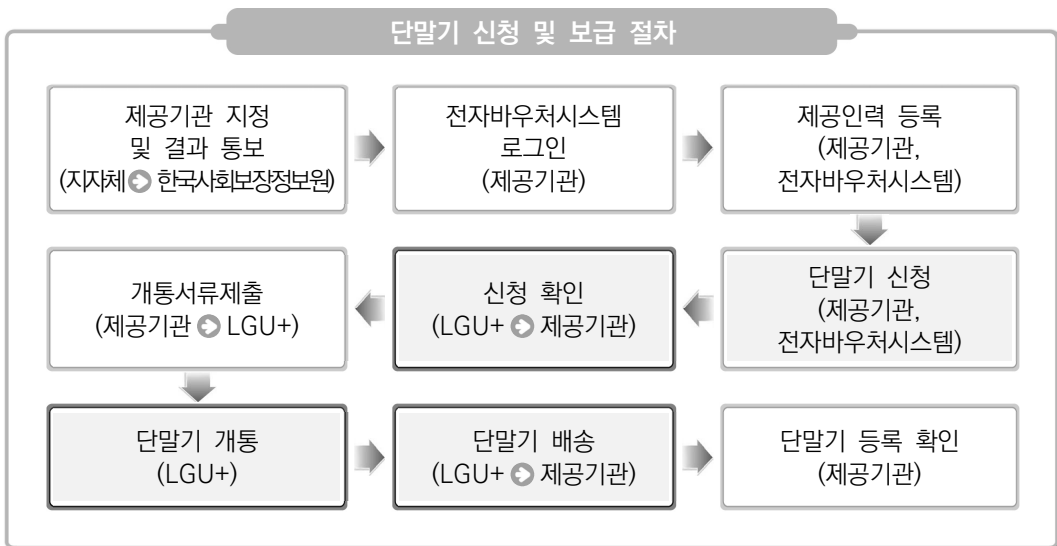 단말기 신청 및 보급 절차
제공기관 지정
및 결과 통보
(지자체 ➲ 한국사회보장정보원)
전자바우처시스템
로그인
(제공기관)
제공인력 등록
(제공기관,
전자바우처시스템)
단말기 신청
(제공기관,
전자바우처시스템)
신청 확인
(LGU+ ➲ 제공기관)
개통서류제출
(제공기관 ➲ LGU+)
단말기 개통
(LGU+)
단말기 배송
(LGU+ ➲ 제공기관)
단말기 등록 확인
(제공기관)